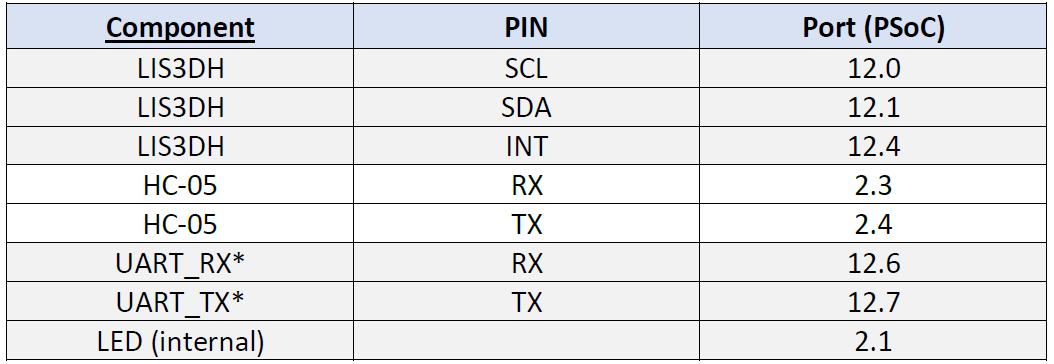 Component PIN Port (PSoC)
LIS3DH SCL 12.0
LIS3DH SDA 12.1
LIS3DH INT 12.4
HC-05 RX 2.3
HC-05 TX 2.4
UART_RX* RX 12.6
UART_TX* TX 12.7
LED (internal) 2.1